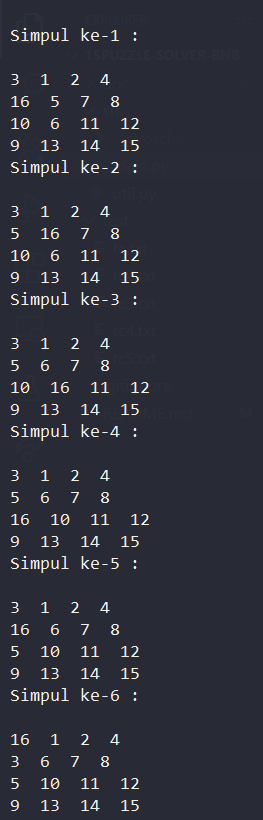 Simpul ke-1 :
3 1 2 4
16 5 7 8
10 6 11 12
9 13 14 15
Simpul ke-2 :
3 1 2 4
5 16 7 8
10 6 11 12
9 13 14 15
Simpul ke-3 :
3 1 2 4
5 6 7 8
10 16 11 12
9 13 14 15
Simpul ke-4 :
3 1 2 4
5 6 7 8
16 10 11 12
9 13 14 15
Simpul ke-5 :
3 1 2 4
16 6 7 8
5 10 11 12
9 13 14 15
Simpul ke-6 :
16 1 2 4
3 6 7 8
5 10 11 12
9 13 14 15